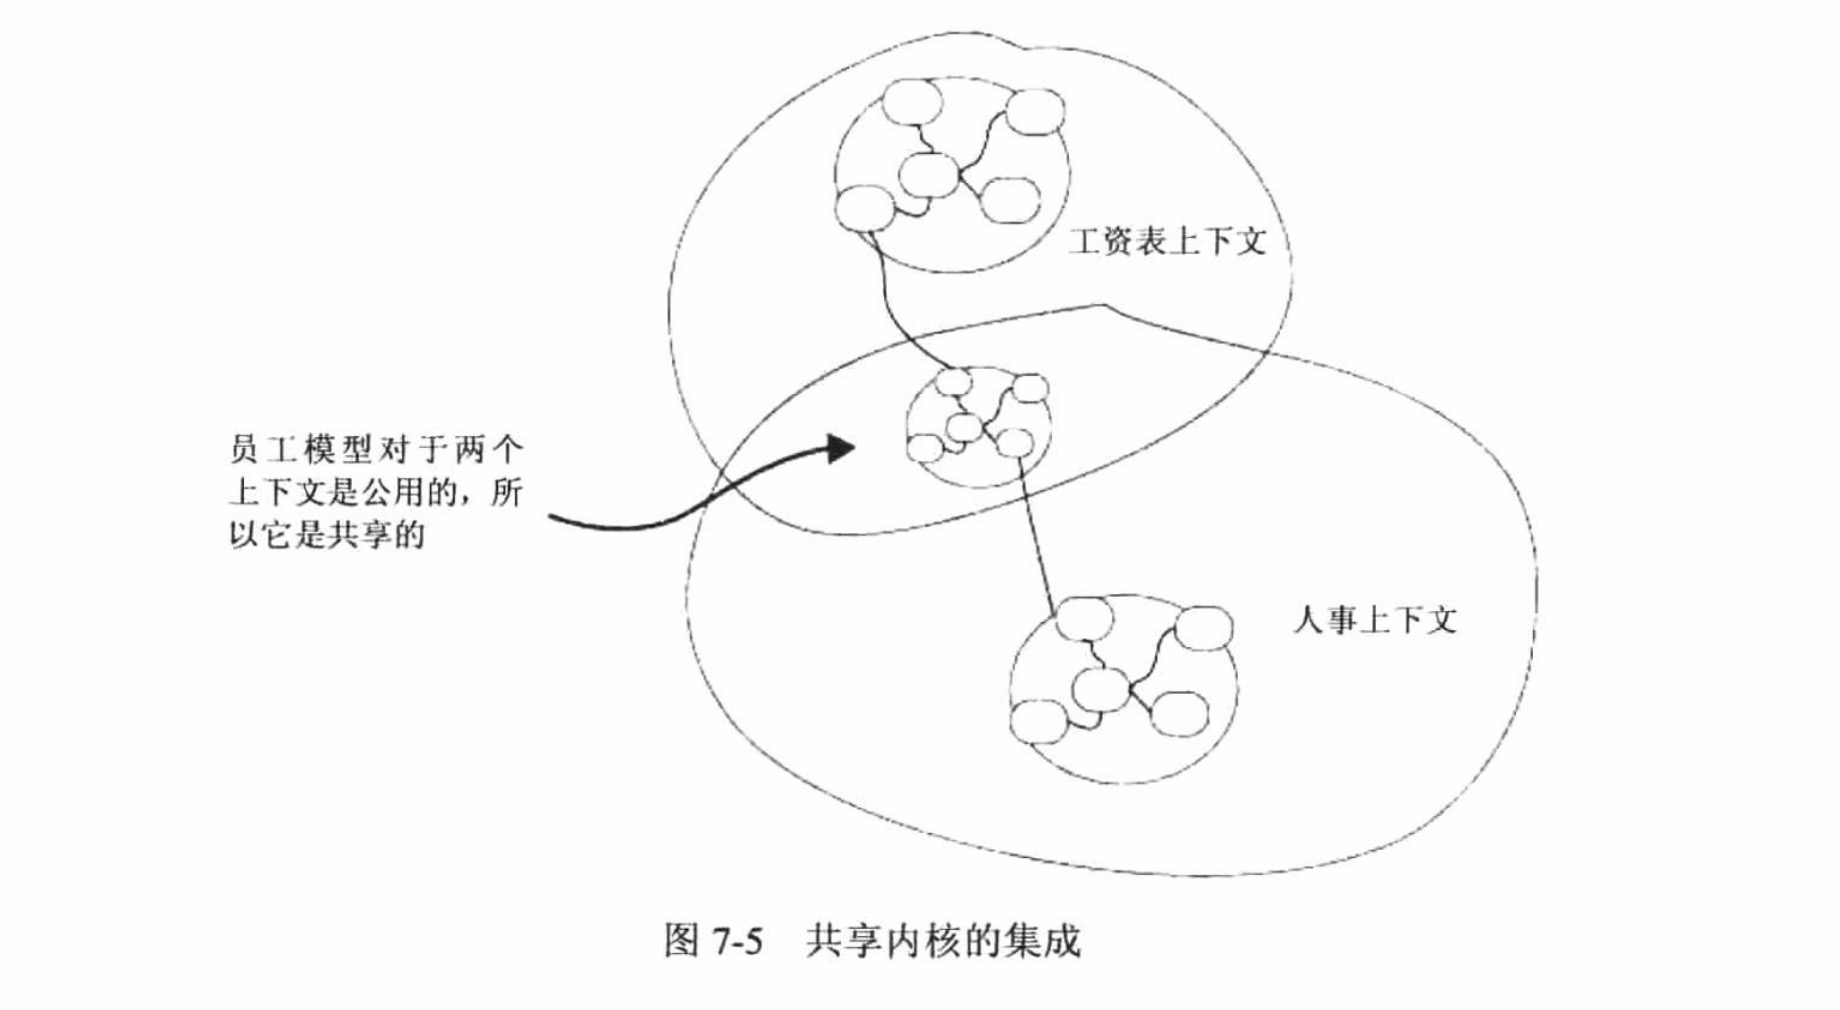 工资表上下文
员工模型对于两个
上下文是公用的，所
以它是共享的
人事上下文
图 7-5 共享内核的集成